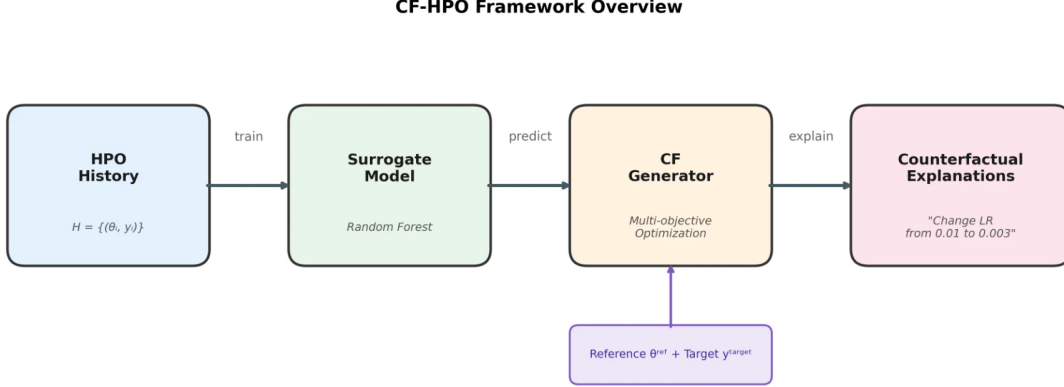 CF-HPO Framework Overview
HPO
History
H = {(θᵢ, yᵢ)}
train
Surrogate
Model
Random Forest
predict
CF
Generator
Multi-objective
Optimization
explain
Counterfactual
Explanations
"Change LR
from 0.01 to 0.003"
Reference θʳᵉᶠ + Target yᵗᵃʳᵍᵉᵗ